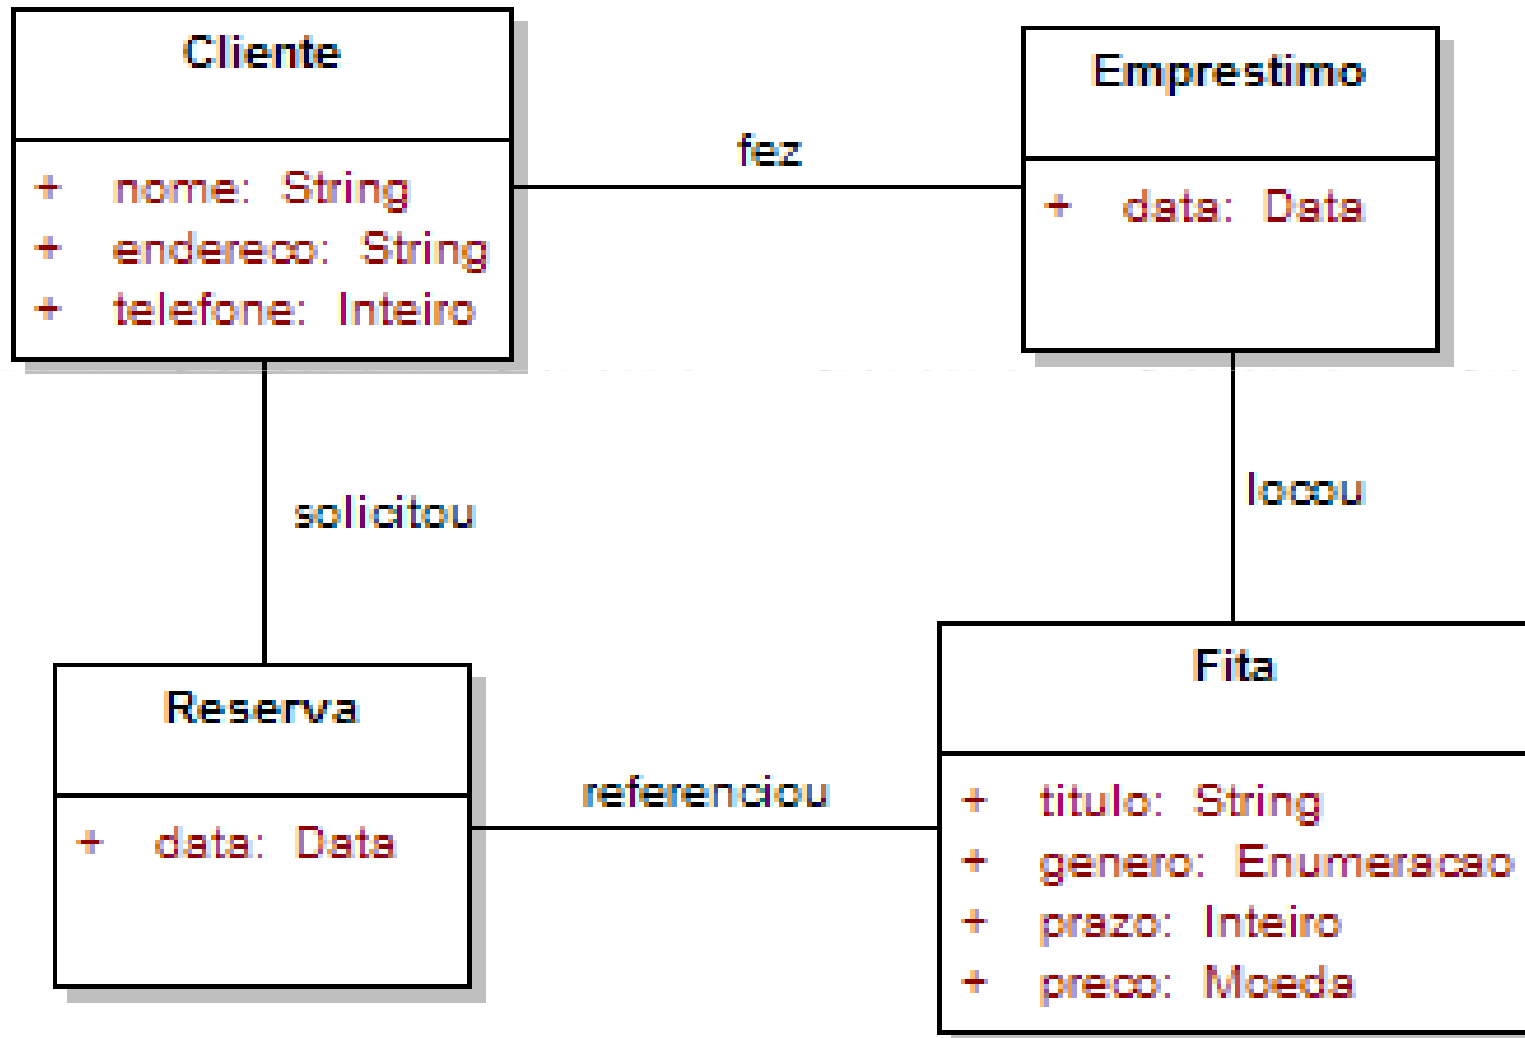 Cliente
+ nome: String
+ endereco: String
+ telefone: Inteiro
fez
Emprestimo
+ data: Data
solicitou
locou
Reserva
+ data: Data
referenciou
Fita
+ titulo: String
+ genero: Enumeracao
+ prazo: Inteiro
+ preco: Moeda